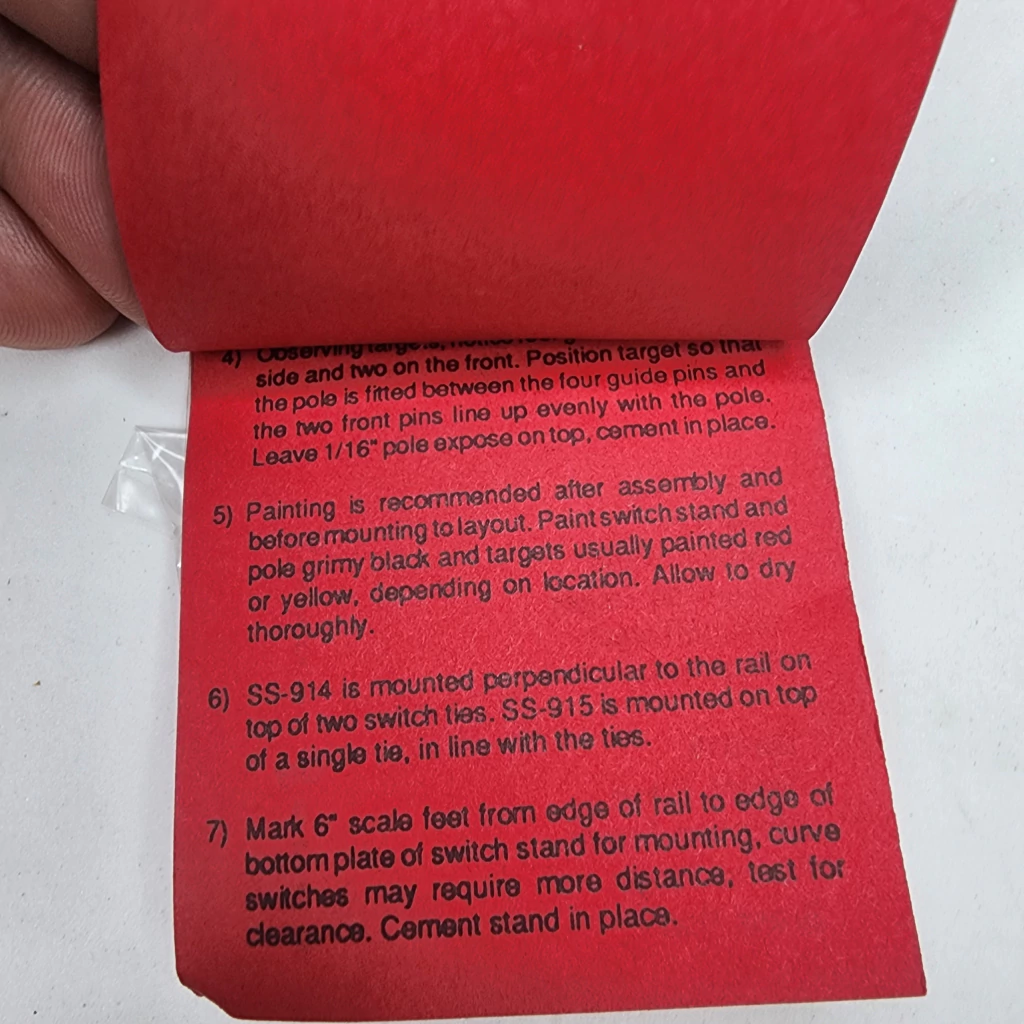 4) Observing targets,
side and two on the front. Position target so that
the pole is fitted between the four guide pins and
the two front pins line up evenly with the pole.
Leave 1/16" pole expose on top, cement in place.
5) Painting is recommended after assembly and
before mounting to layout. Paint switch stand and
pole grimy black and targets usually painted red
or yellow, depending on location. Allow to dry
thoroughly.
6) SS-914 is mounted perpendicular to the rail on
top of two switch ties. SS-915 is mounted on top
of a single tie, in line with the ties.
7) Mark 6" scale feet from edge of rail to edge of
bottom plate of switch stand for mounting, curve
switches may require more distance, test for
clearance. Cement stand in place.